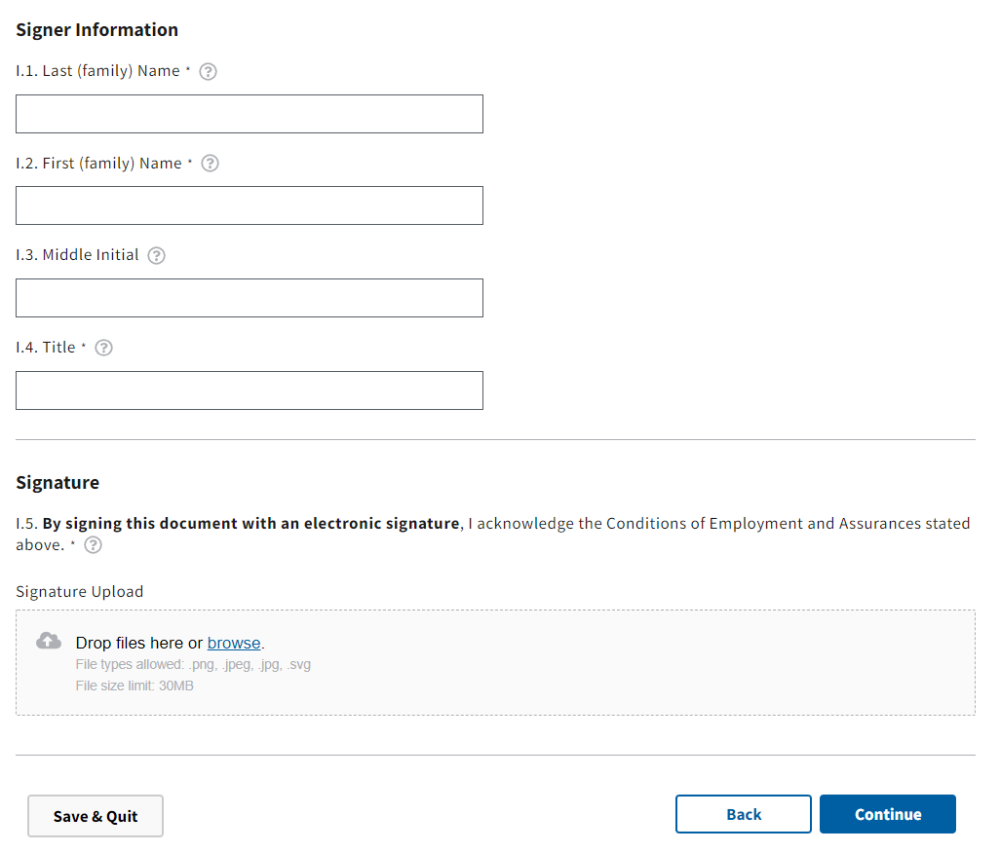 Signer Information
I.1. Last (family) Name * ?
I.2. First (family) Name * ?
I.3. Middle Initial ?
I.4. Title * ?
Signature
I.5. By signing this document with an electronic signature, I acknowledge the Conditions of Employment and Assurances stated
above. * ?
Signature Upload
Drop files here or browse.
File types allowed: .png, .jpeg, .jpg, .svg
File size limit: 30MB
Save & Quit
Back
Continue